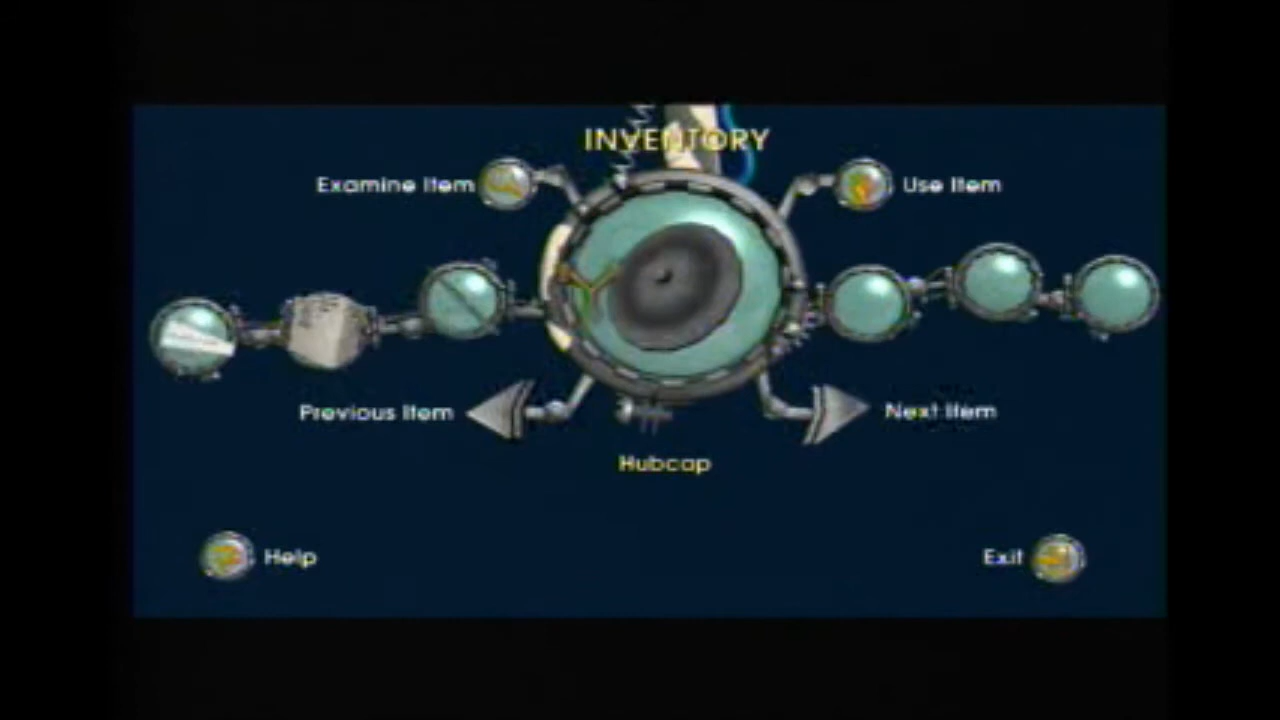 INVENTORY
Examine Item
Use Item
Previous Item
Next Item
Hubcap
Help
Exit